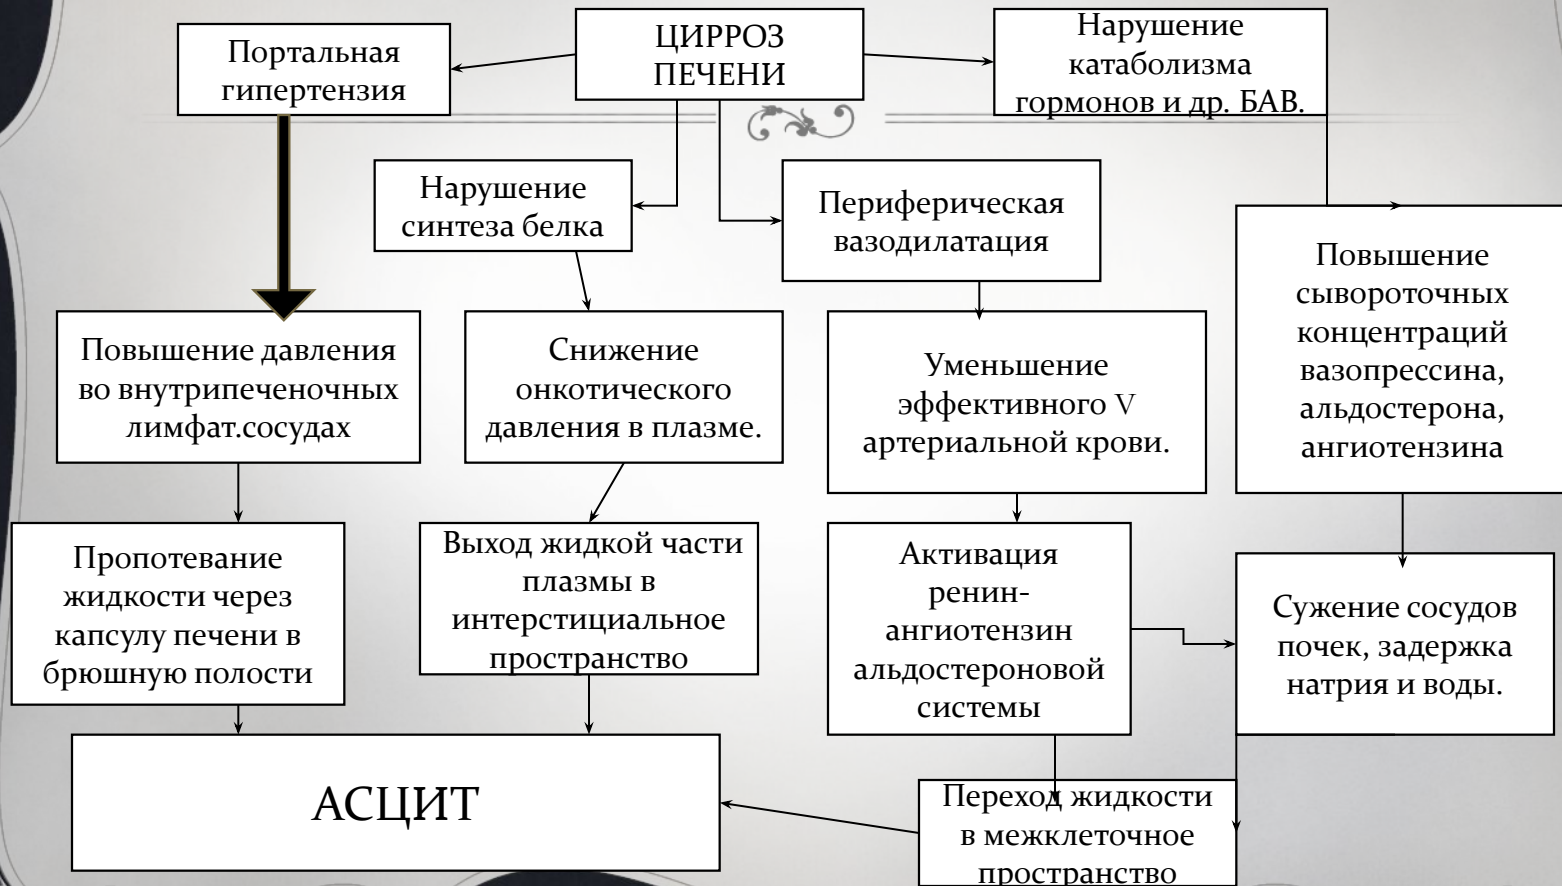 Портальная
гипертензия
ЦИРРОЗ
ПЕЧЕНИ
Нарушение
катаболизма
гормонов и др. БАВ.
Нарушение
синтеза белка
Периферическая
вазодилатация
Повышение
сывороточных
концентраций
вазопрессина,
альдостерона,
ангиотензина
Повышение давления
во внутрипеченочных
лимфат.сосудах
Снижение
онкотического
давления в плазме.
Уменьшение
эффективного V
артериальной крови.
Пропотевание
жидкости через
капсулу печени в
брюшную полости
Выход жидкой части
плазмы в
интерстициальное
пространство
Активация
ренин-
ангиотензин
альдостероновой
системы
Сужение сосудов
почек, задержка
натрия и воды.
АСЦИТ
Переход жидкости
в межклеточное
пространство